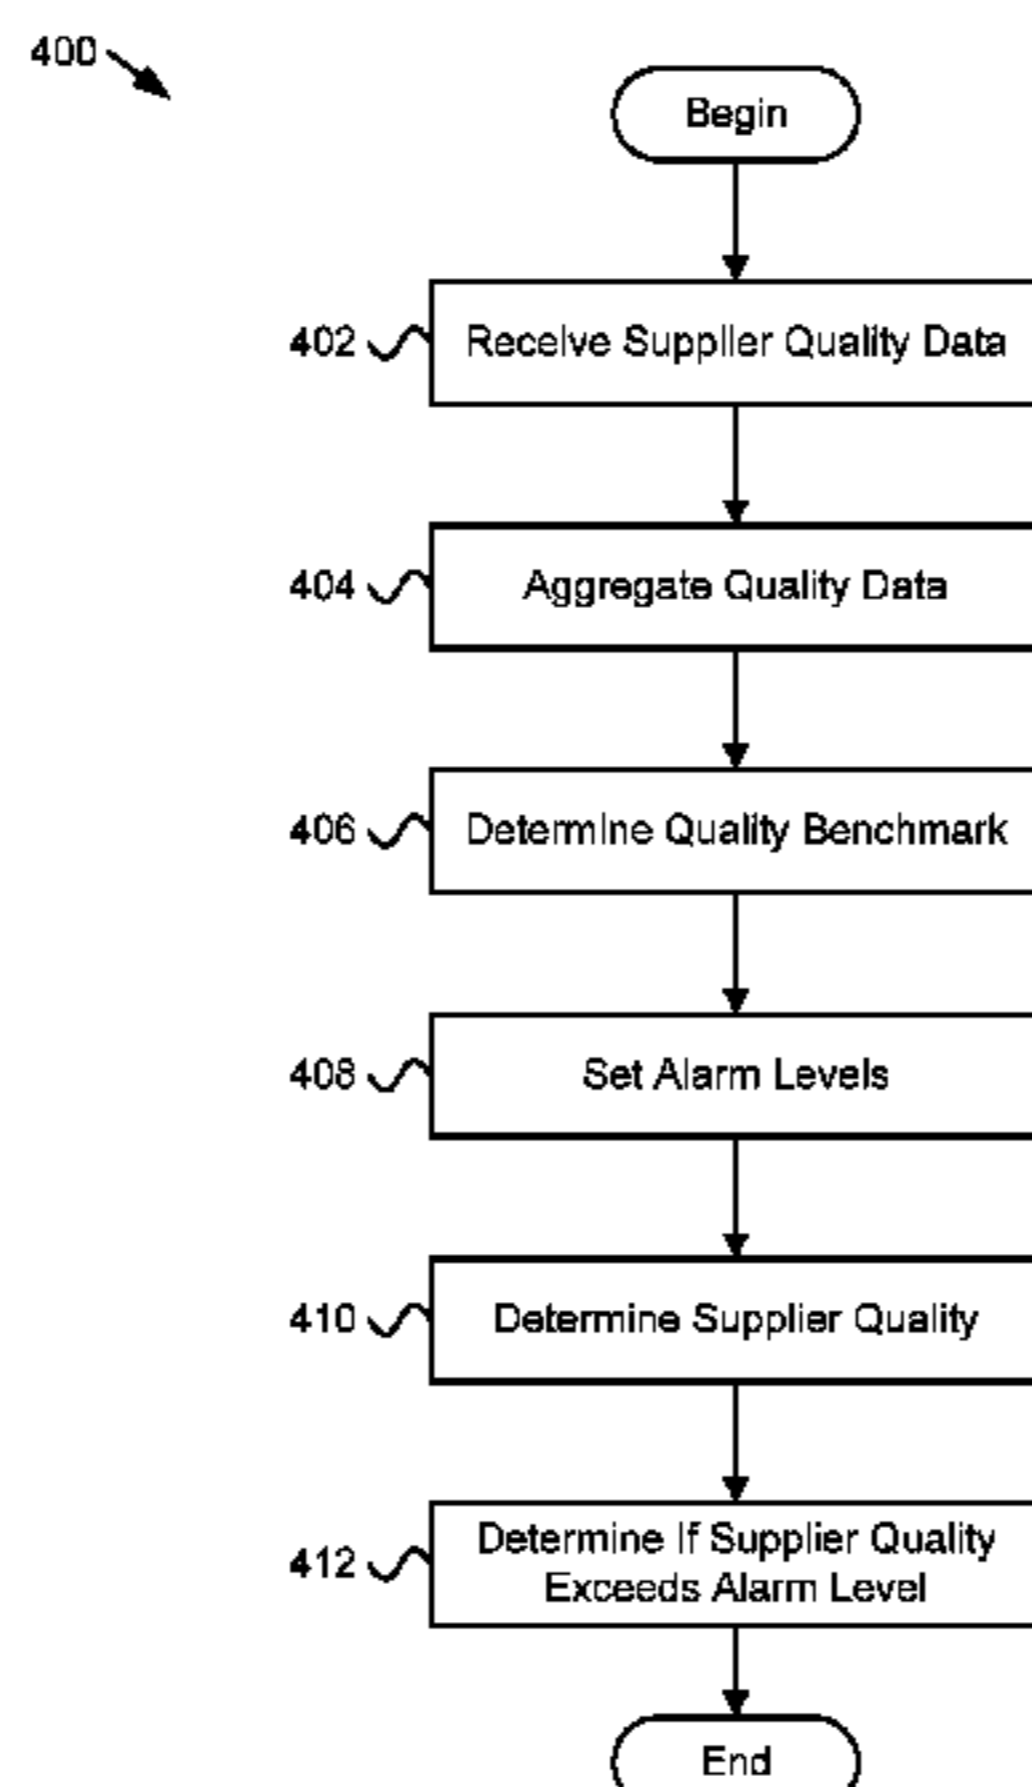 400
Begin
402 Receive Supplier Quality Data
404 Aggregate Quality Data
406 Determine Quality Benchmark
408 Set Alarm Levels
410 Determine Supplier Quality
412 Determine If Supplier Quality
Exceeds Alarm Level
End